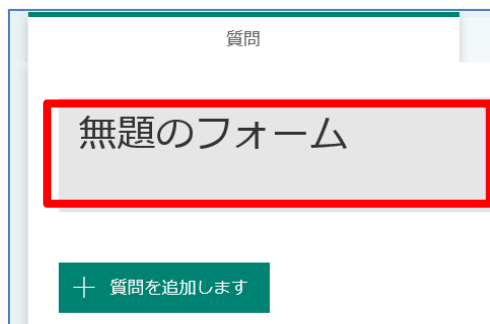 質問
無題のフォーム
質問を追加します